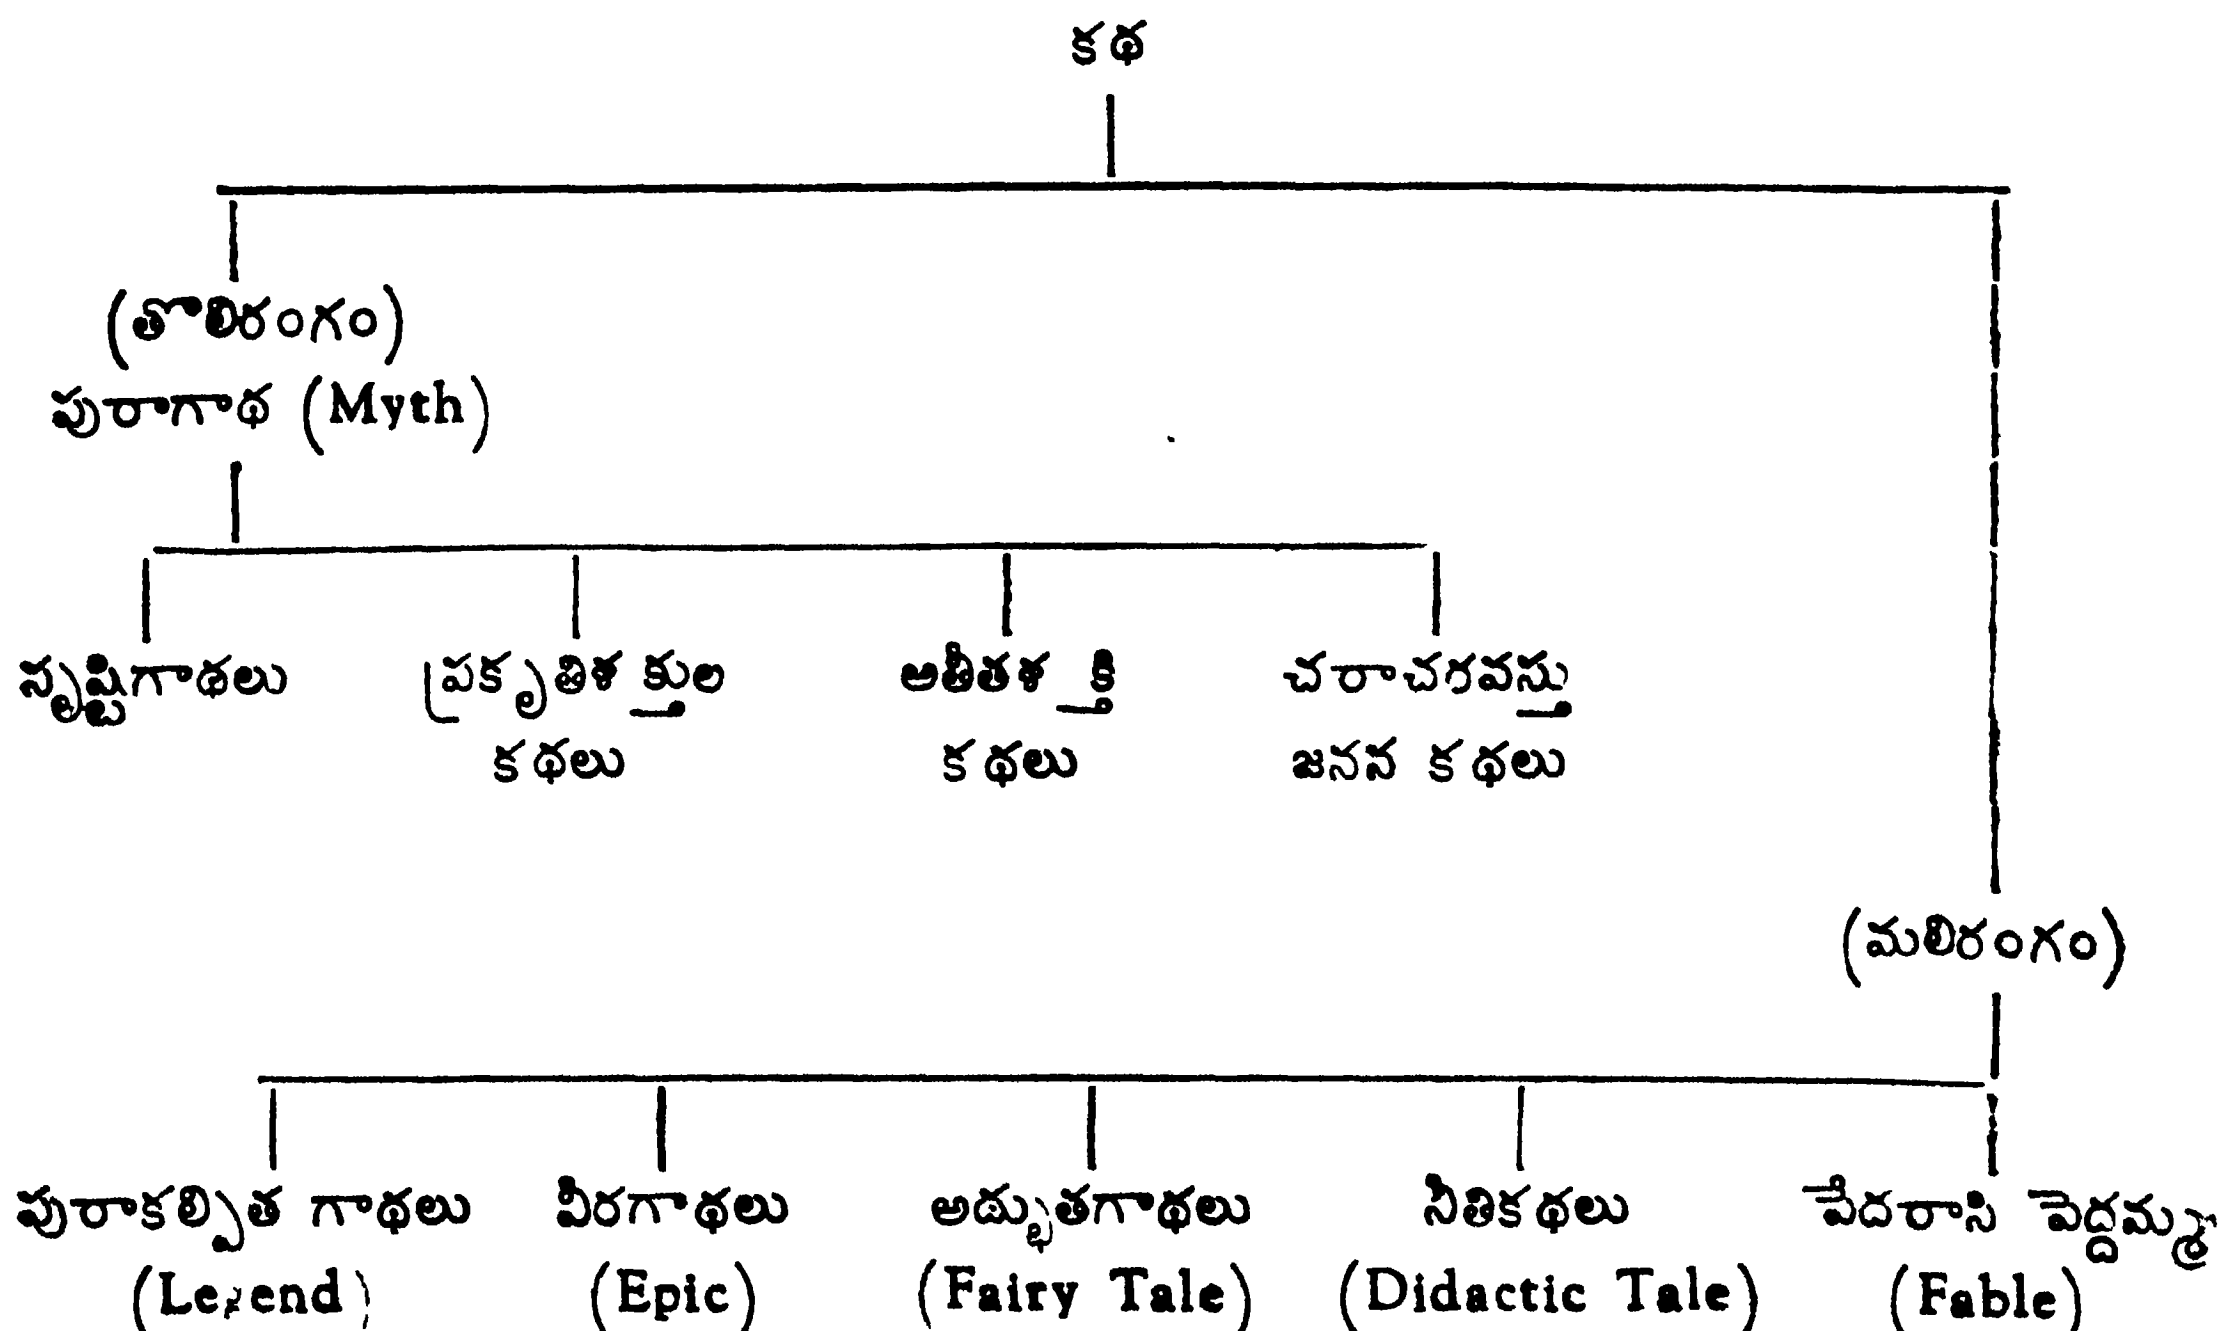 కథ
(తొలిరంగం)
పురాగాథ (Myth)
సృష్టిగాథలు ప్రకృతిశక్తుల అతీతశక్తి చరాచరవస్తు
కథలు కథలు జనన కథలు
(మలిరంగం)
పురాకల్పిత గాథలు వీరగాథలు అద్భుతగాథలు నీతికథలు పేదరాసి పెద్దమ్మ
(Legend) (Epic) (Fairy Tale) (Didactic Tale) (Fable)